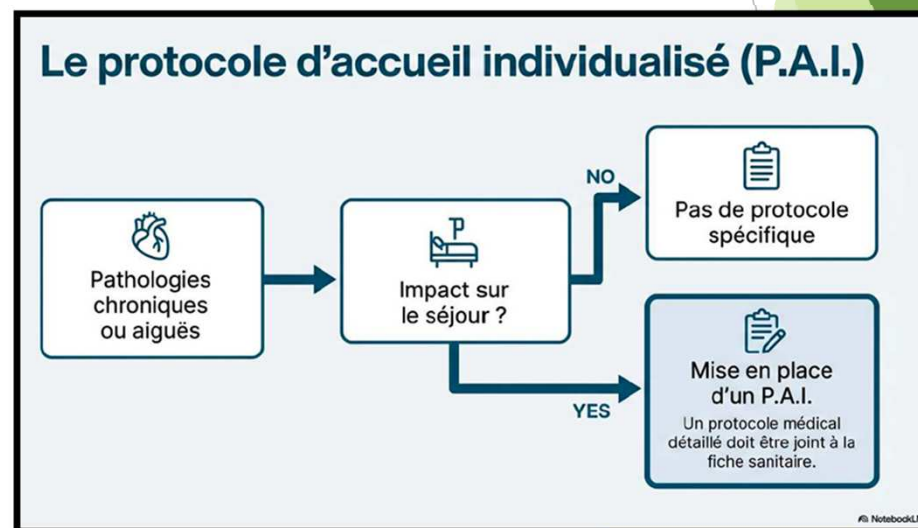 Le protocole d'accueil individualisé (P.A.I.)
Pathologies
chroniques
ou aiguës
Impact sur
le séjour ?
NO
Pas de protocole
spécifique
YES
Mise en place
d'un P.A.I.
Un protocole médical
détaillé doit être joint à la
fiche sanitaire.